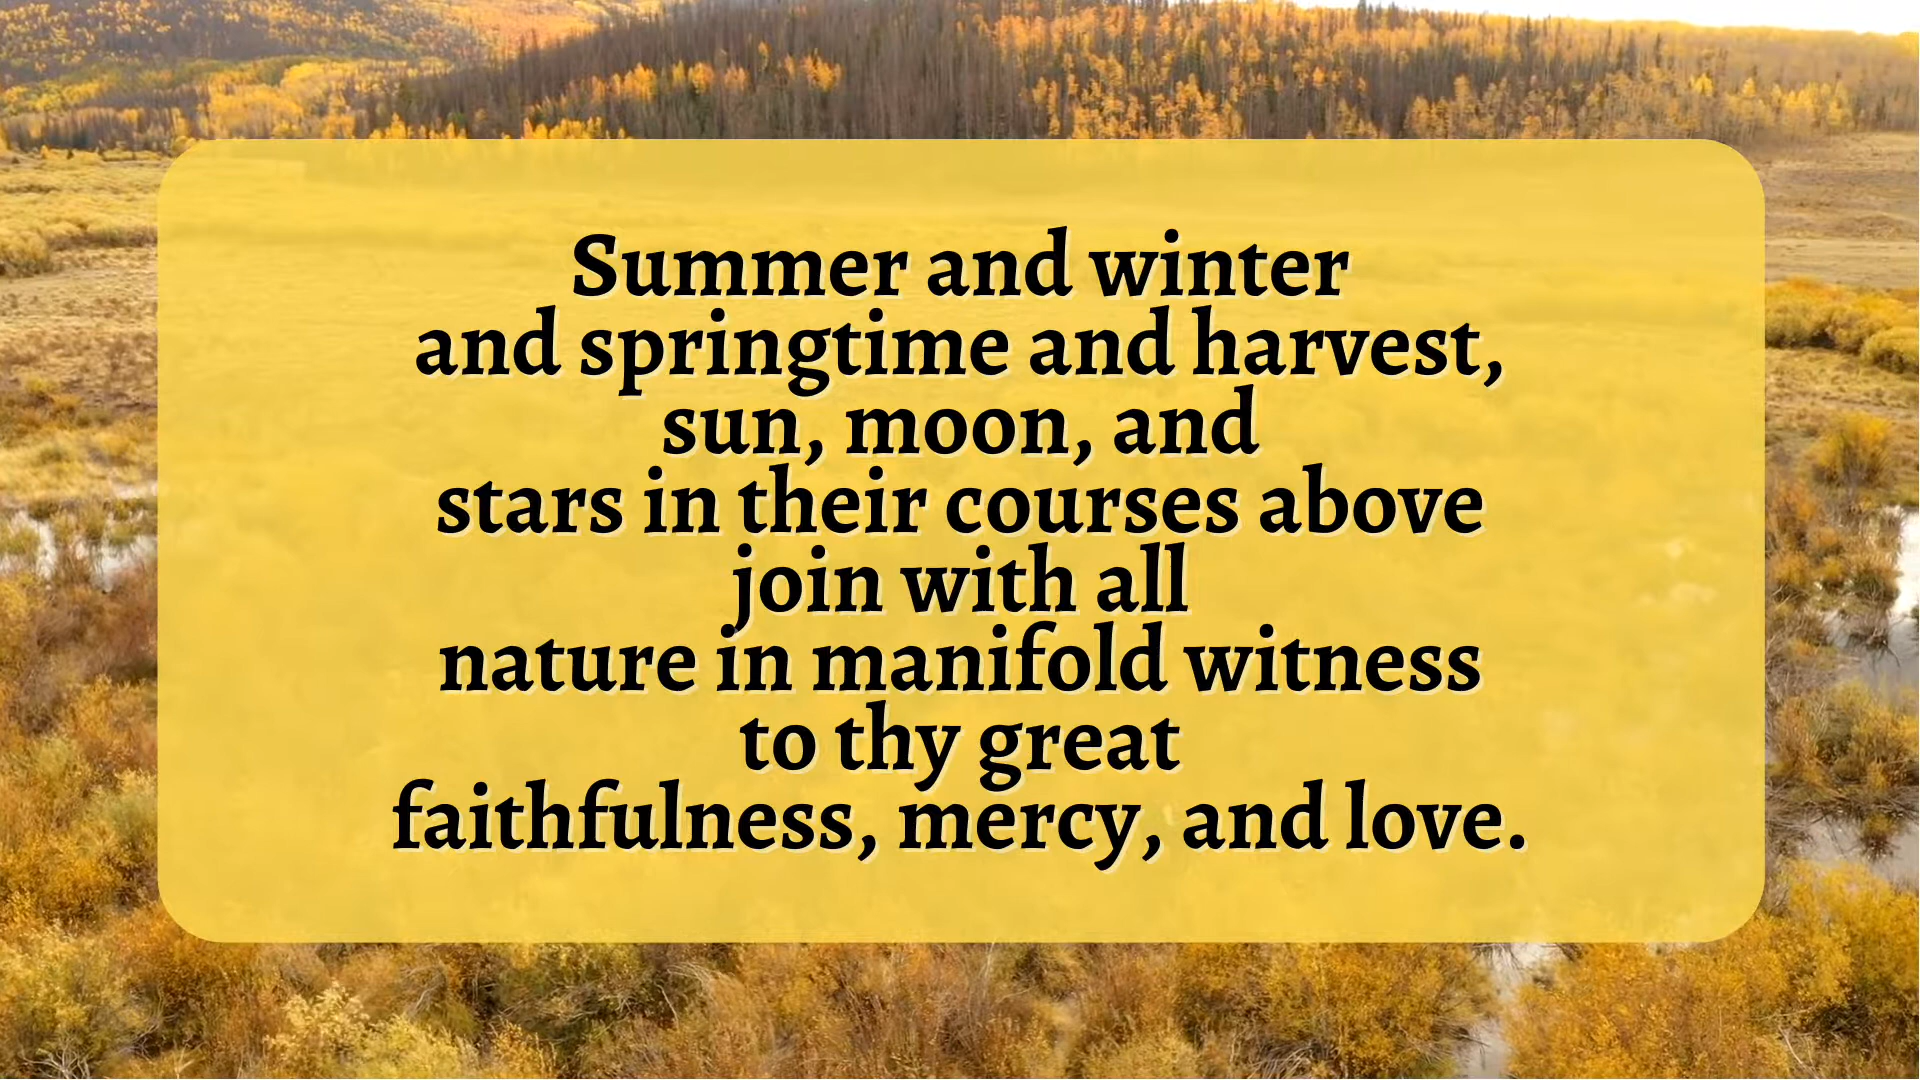 Summer and winter
and springtime and harvest,
sun, moon, and
stars in their courses above
join with all
nature in manifold witness
to thy great
faithfulness, mercy, and love.